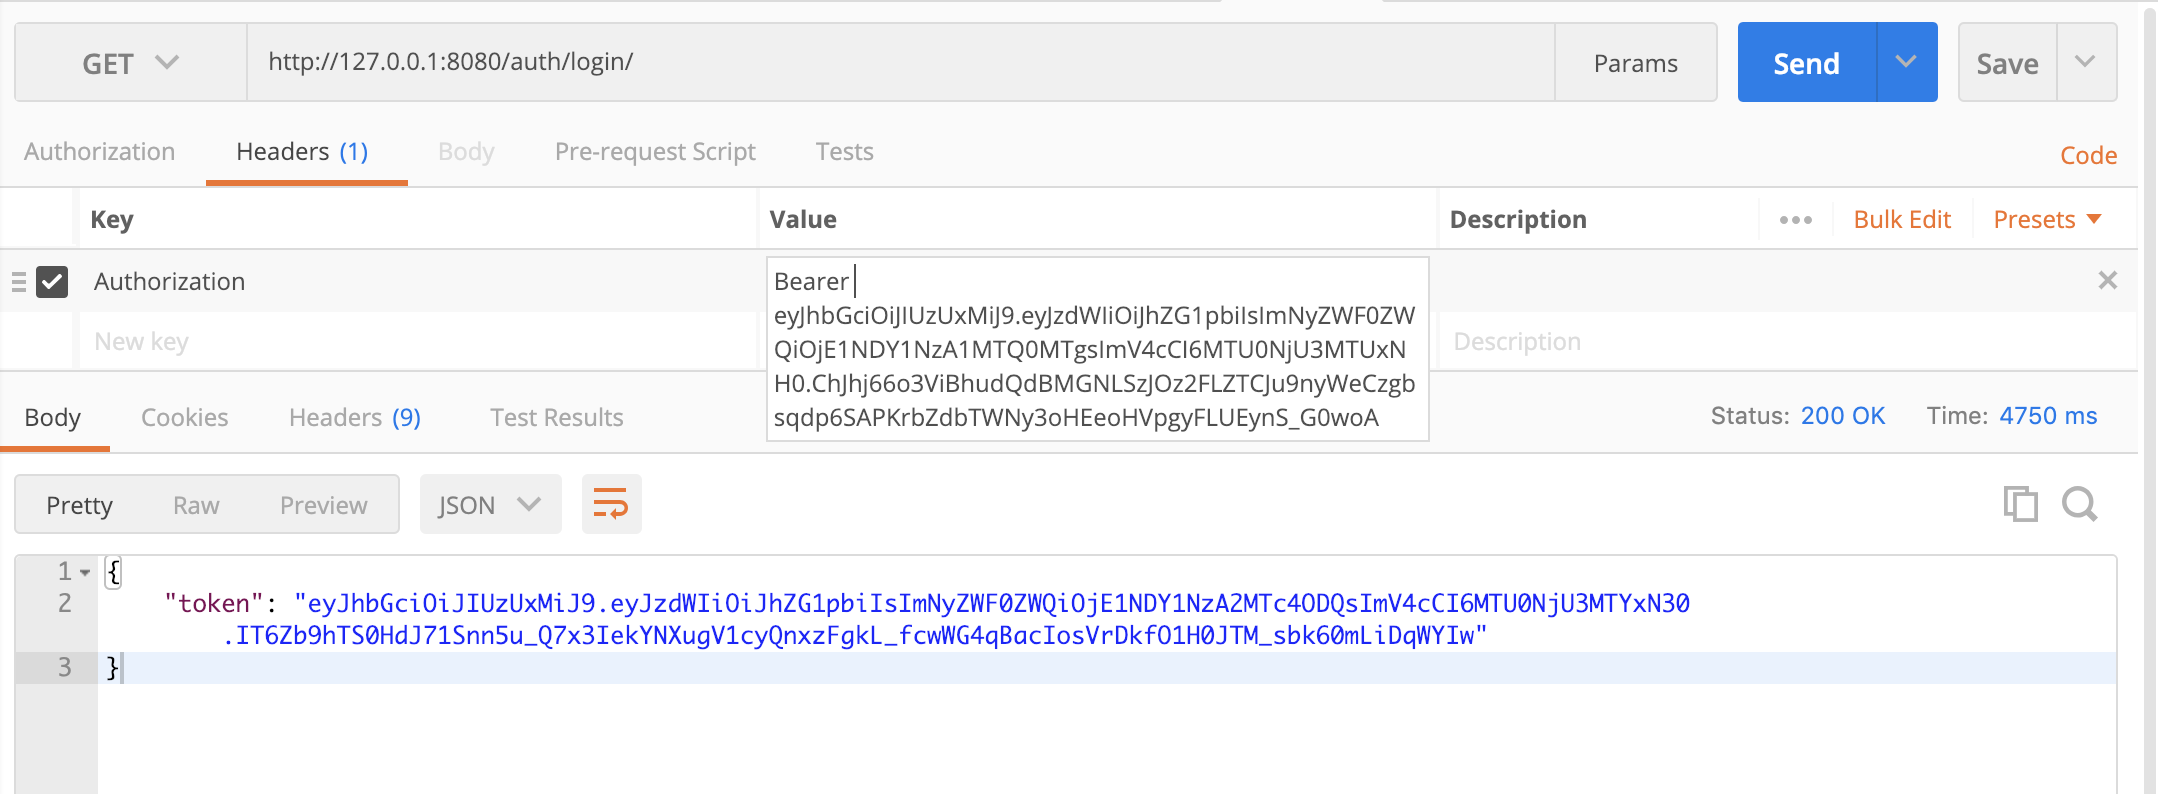 GET http://127.0.0.1:8080/auth/login/ Params Send Save
Authorization Headers (1) Body Pre-request Script Tests Code
Key Value Description ••• Bulk Edit Presets
Authorization Bearer
eyJhbGciOiJIUzUxMiJ9.eyJzdWIiOiJhZG1pbiIsImNyZWF0ZW
QiOjE1NDY1NzA1MTQ0MTgsImV4cCI6MTU0NjU3MTUxN
H0.ChJhj66o3ViBhudQdBMGNLSzJOz2FLZTCJu9nyWeCzgb
sqdp6SAPKrbZdbTWNy3oHEeoHVpgyFLUEynS_G0woA
New key Description
Body Cookies Headers (9) Test Results Status: 200 OK Time: 4750 ms
Pretty Raw Preview JSON
1 {
2 "token": "eyJhbGciOiJIUzUxMiJ9.eyJzdWIiOiJhZG1pbiIsImNyZWF0ZWQiOjE1NDY1NzA2MTc4ODQsImV4cCI6MTU0NjU3MTYxN30
.IT6Zb9hTS0HdJ71Snn5u_Q7x3IekYNXugV1cyQnxzFgkL_fcwWG4qBacIosVrDkfO1H0JTM_sbk60mLiDqWYIw"
3 }